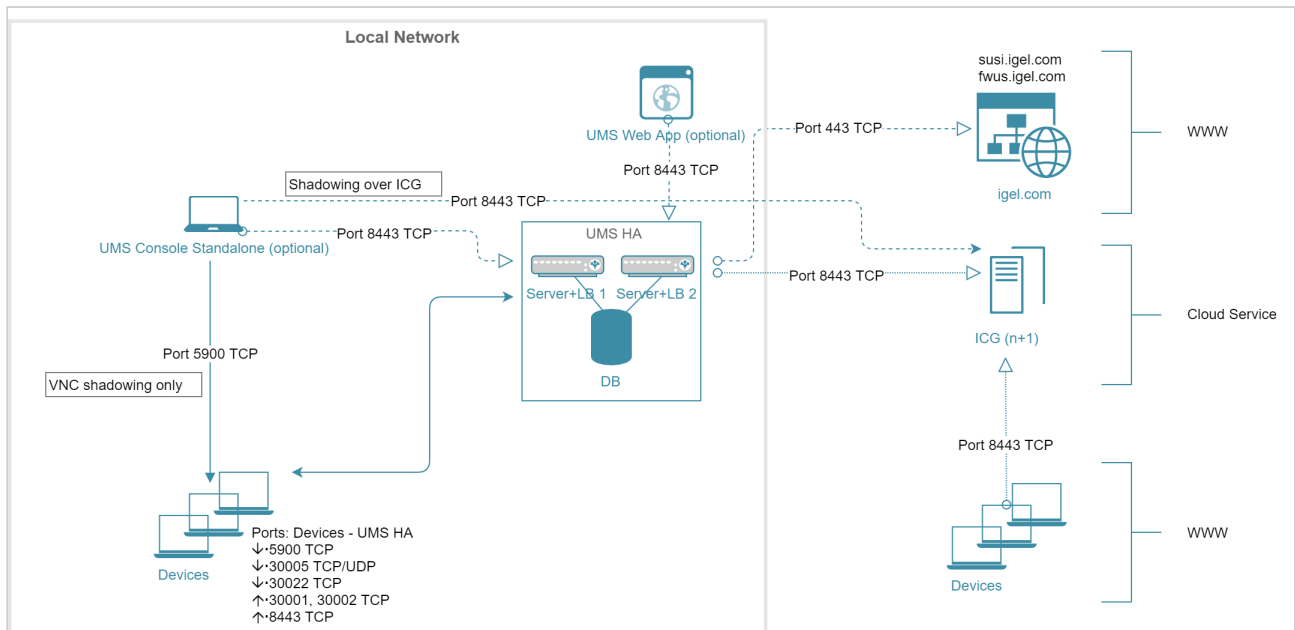 Local Network
susi.igel.com
fwus.igel.com
UMS Web App (optional)
Port 443 TCP
WWW
Port 8443 TCP
igel.com
Shadowing over ICG
Port 8443 TCP
Port 8443 TCP
UMS HA
UMS Console Standalone (optional)
Port 8443 TCP
Server+LB 1
Server+LB 2
Cloud Service
ICG (n+1)
Port 5900 TCP
DB
VNC shadowing only
Port 8443 TCP
Ports: Devices - UMS HA
↓·5900 TCP
↓·30005 TCP/UDP
↓·30022 TCP
↑·30001, 30002 TCP
↑·8443 TCP
Devices
WWW
Devices